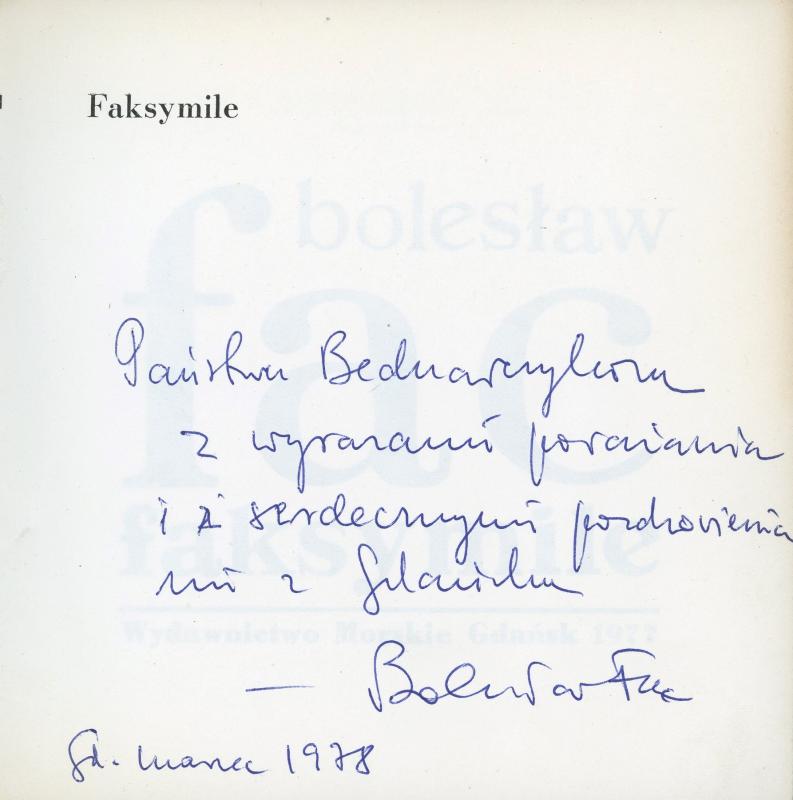 Faksymile
bolesław
fac
faksymile
Wydawnictwo Morskie Gdańsk 1977
Państwu Bednarczykom
z wyrazami poważania
i z serdecznymi pozdrowienia
mi z Gdańska
— Bolesław Fac
Gd. marzec 1978